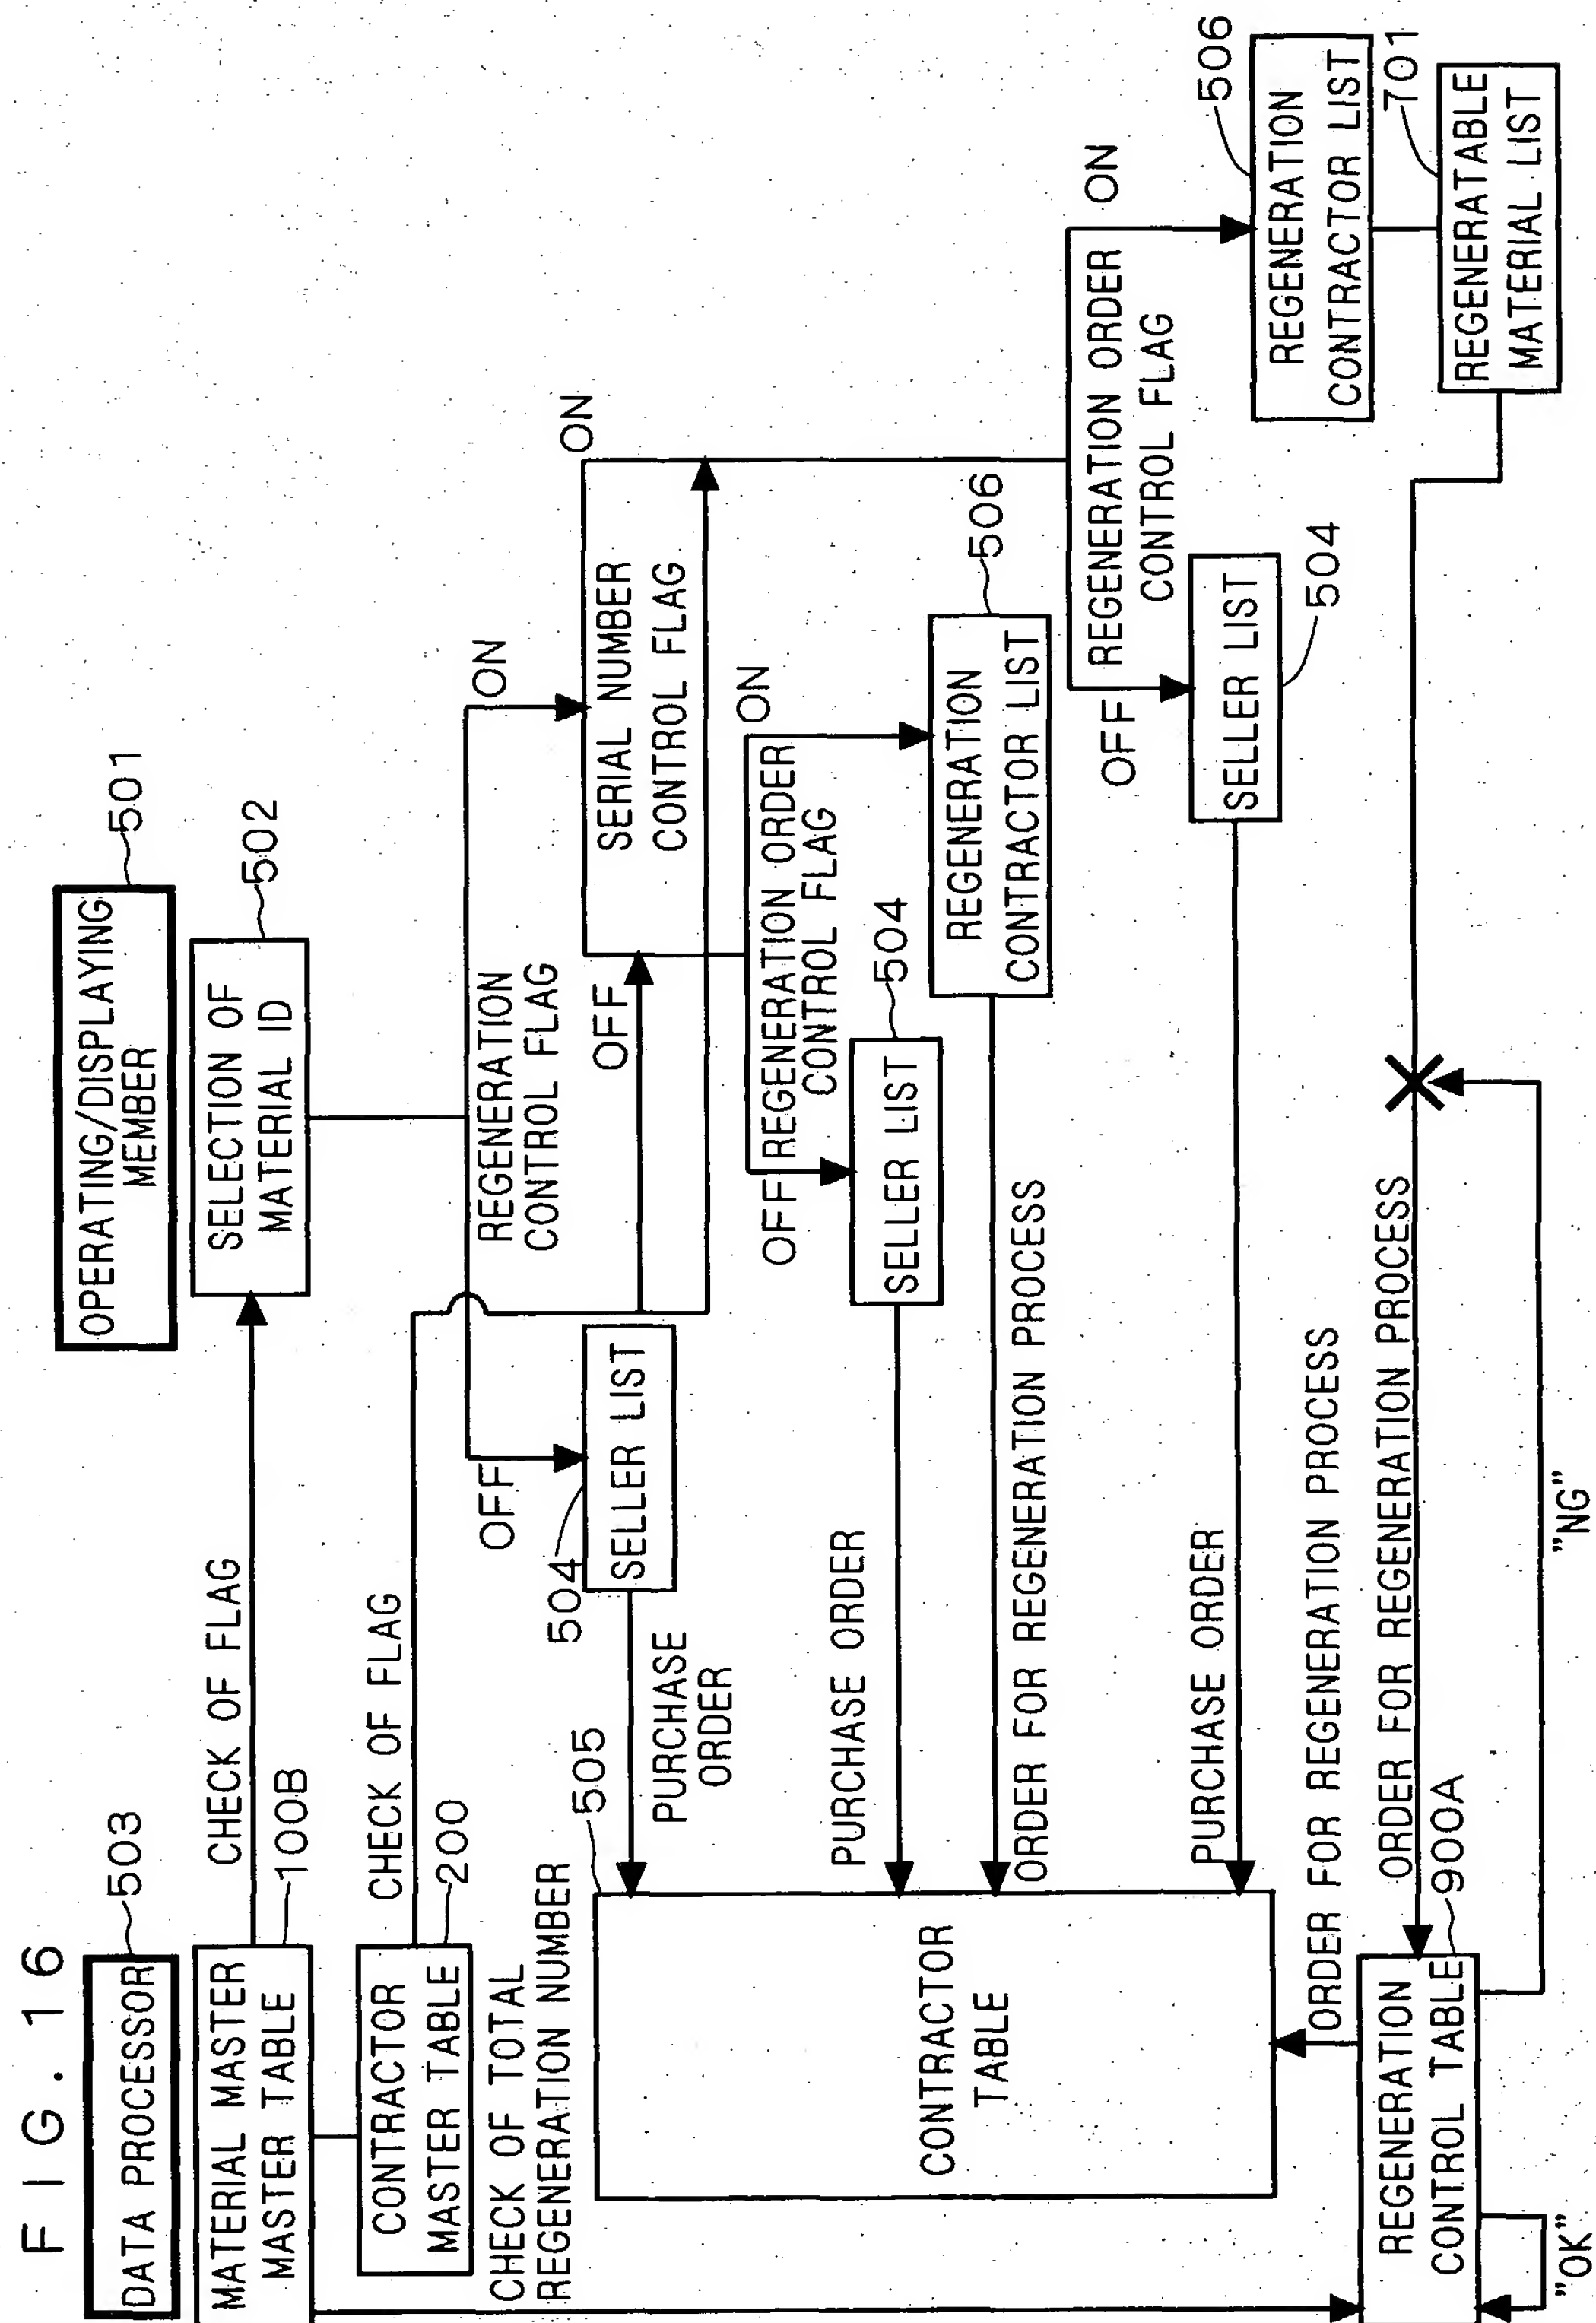 FIG. 16
DATA PROCESSOR
503
OPERATING/DISPLAYING
MEMBER
501
MATERIAL MASTER
MASTER TABLE
100B
CHECK OF FLAG
SELECTION OF
MATERIAL ID
502
CONTRACTOR
MASTER TABLE
200
CHECK OF FLAG
REGENERATION
CONTROL FLAG
OFF
ON
504
SELLER LIST
PURCHASE
ORDER
SERIAL NUMBER
CONTROL FLAG
OFF
ON
CHECK OF TOTAL
REGENERATION NUMBER
505
CONTRACTOR
TABLE
REGENERATION ORDER
CONTROL FLAG
OFF
ON
SELLER LIST
504
PURCHASE ORDER
REGENERATION
CONTRACTOR LIST
506
ORDER FOR REGENERATION PROCESS
REGENERATION ORDER
CONTROL FLAG
OFF
ON
SELLER LIST
504
PURCHASE ORDER
REGENERATION
CONTRACTOR LIST
506
REGENERATABLE
MATERIAL LIST
701
ORDER FOR REGENERATION PROCESS
ORDER FOR REGENERATION PROCESS
REGENERATION
CONTROL TABLE
900A
"OK"
"NG"